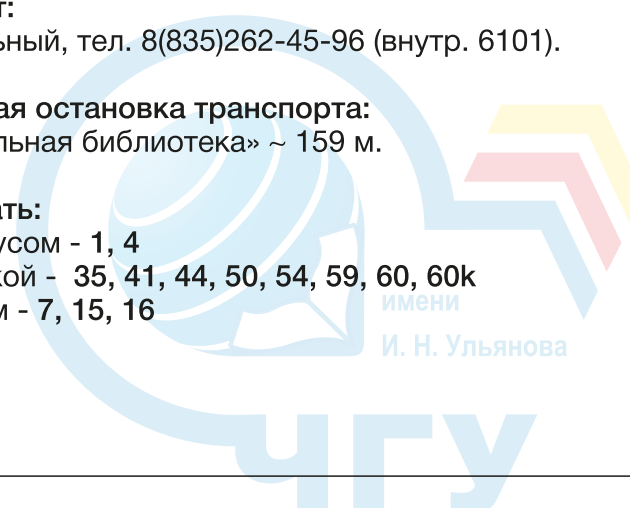 т:
ьный, тел. 8(835)262-45-96 (внутр. 6101).
ая остановка транспорта:
льная библиотека» ~ 159 м.
ать:
усом - 1, 4
кой - 35, 41, 44, 50, 54, 59, 60, 60k
м - 7, 15, 16
имени
И. Н. Ульянова
ЧГУ